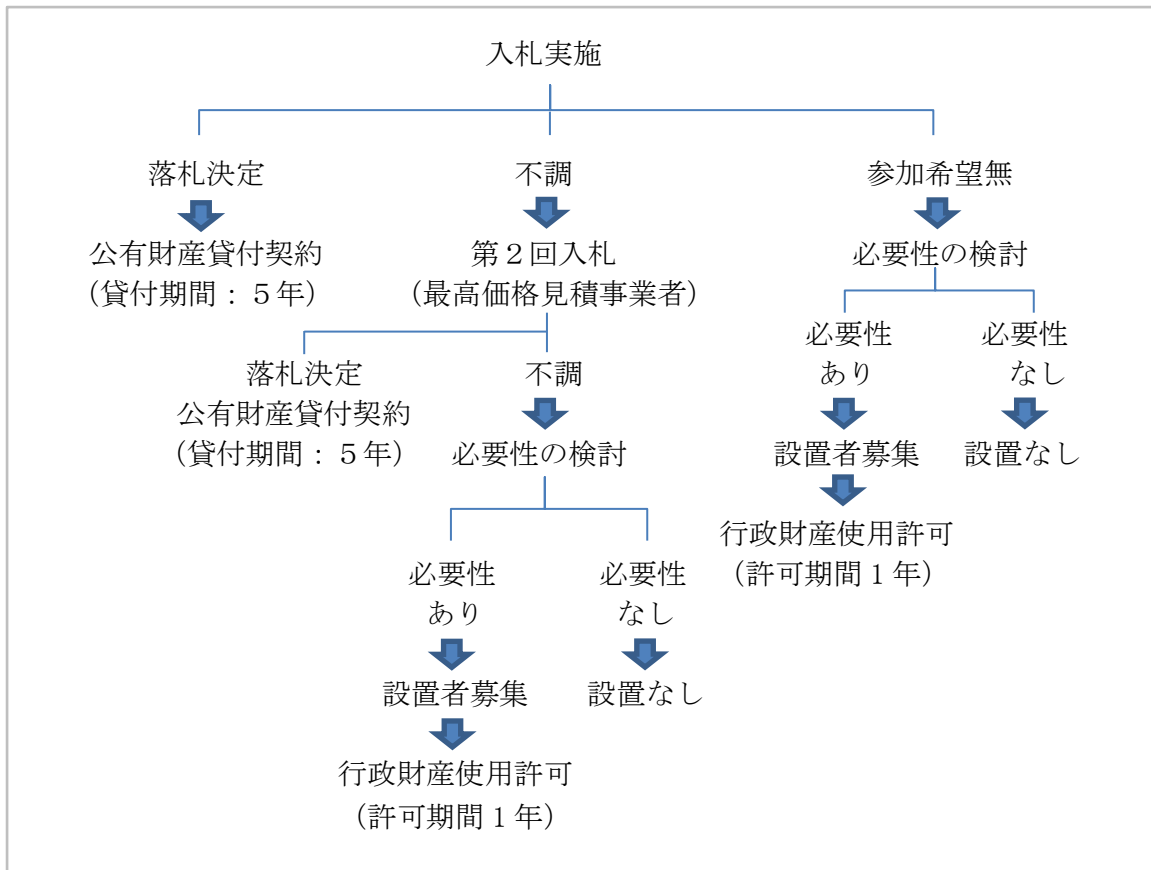 入札実施
落札決定
不調
参加希望無
公有財産貸付契約
（貸付期間：５年）
第２回入札
（最高価格見積事業者）
必要性の検討
必要性
あり
必要性
なし
落札決定
公有財産貸付契約
（貸付期間：５年）
不調
必要性の検討
設置者募集
設置なし
行政財産使用許可
（許可期間１年）
必要性
あり
必要性
なし
設置者募集
設置なし
行政財産使用許可
（許可期間１年）